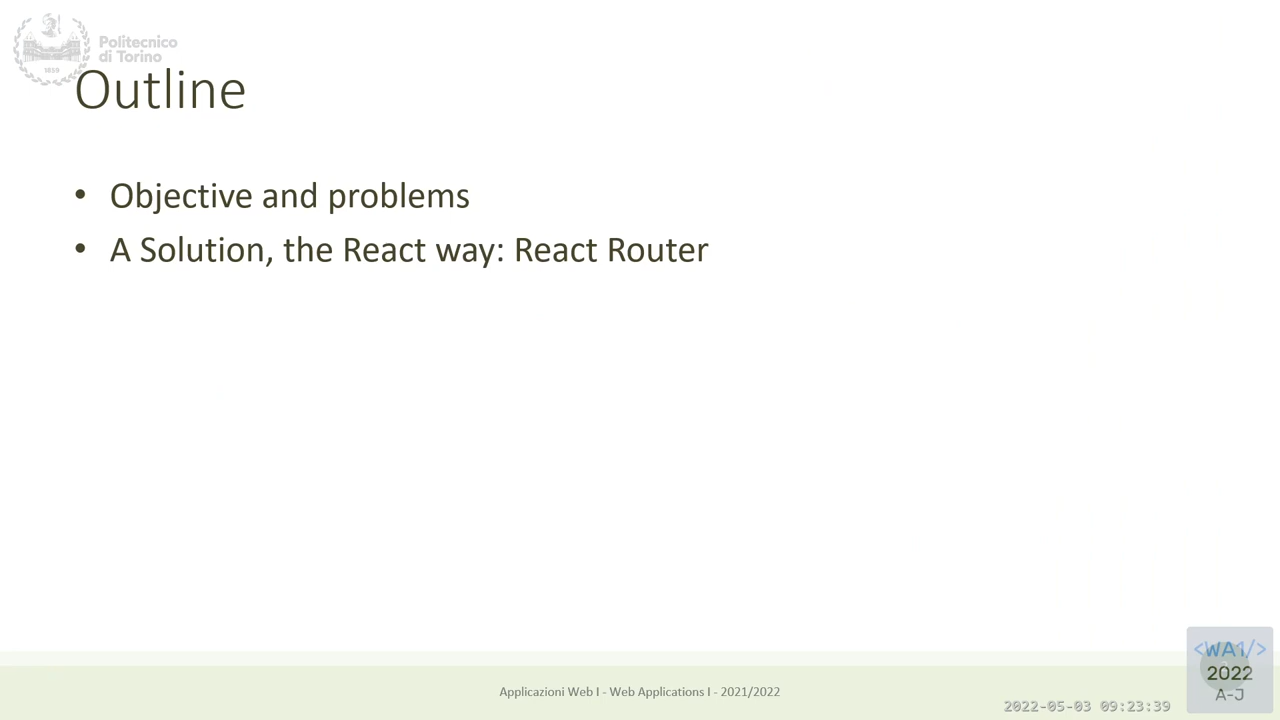 Politecnico
di Torino
1859
Outline
• Objective and problems
• A Solution, the React way: React Router
Applicazioni Web I - Web Applications I - 2021/2022
2022-05-03 09:23:39
<WA1/>
2022
A-J